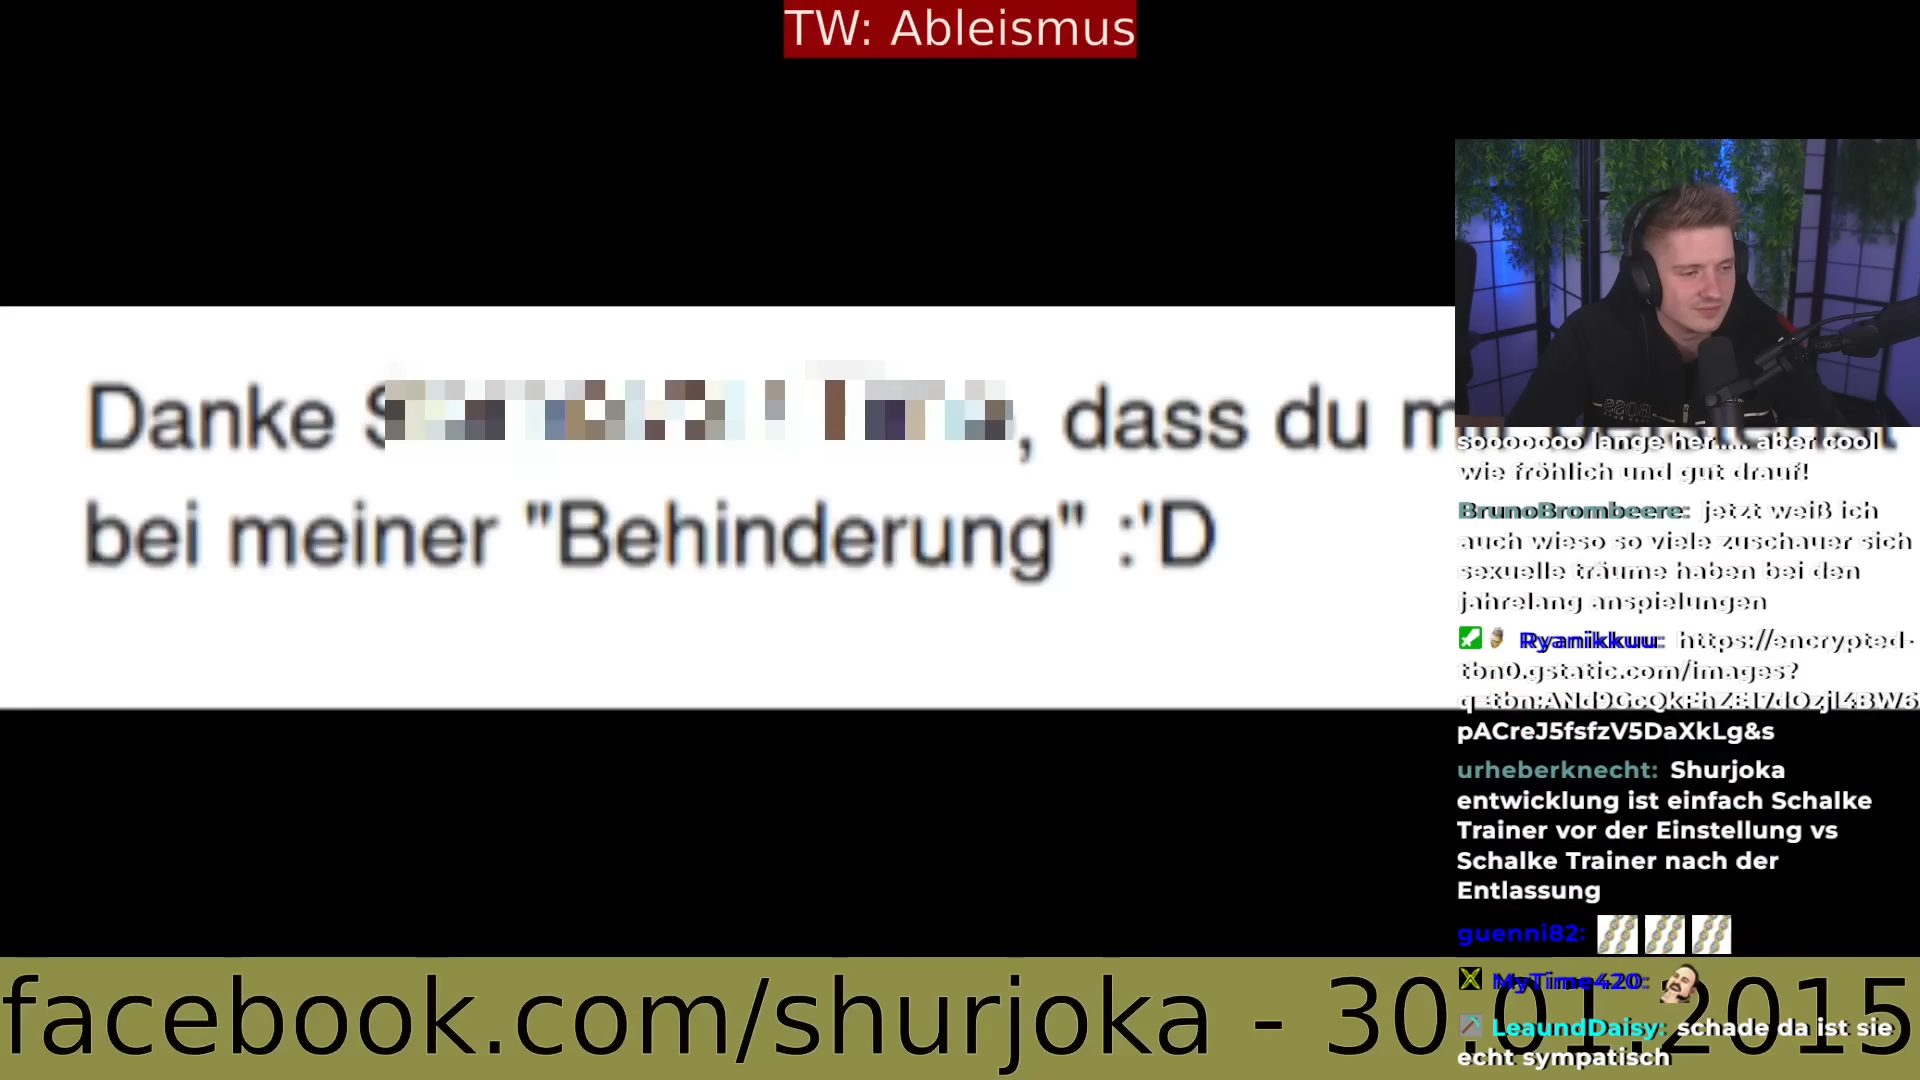 TW: Ableismus
Danke S , dass du m
bei meiner "Behinderung" :'D
sooooooo lange her.... aber cool
wie fröhlich und gut drauf!
BrunoBrombeere: jetzt weiß ich
auch wieso so viele zuschauer sich
sexuelle träume haben bei den
jahrelang anspielungen
Ryanikkuu: https://encrypted-
tbn0.gstatic.com/images?
pACreJ5fsfzV5DaXkLg&s
urheberknecht: Shurjoka
entwicklung ist einfach Schalke
Trainer vor der Einstellung vs
Schalke Trainer nach der
Entlassung
guenni82:
MyTime420:
LeaundDaisy: schade da ist sie
echt sympatisch
facebook.com/shurjoka - 30.01.2015